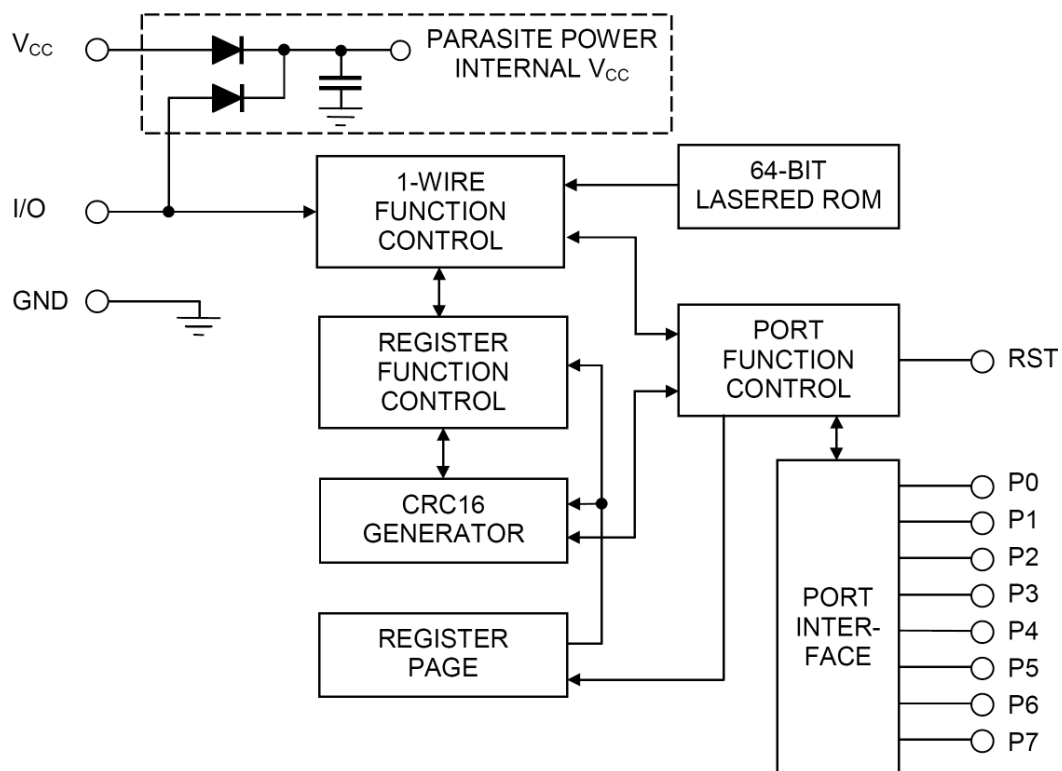 VCC
PARASITE POWER
INTERNAL VCC
I/O
1-WIRE
FUNCTION
CONTROL
64-BIT
LASERED ROM
GND
REGISTER
FUNCTION
CONTROL
PORT
FUNCTION
CONTROL
RST
CRC16
GENERATOR
REGISTER
PAGE
PORT
INTER-
FACE
P0
P1
P2
P3
P4
P5
P6
P7